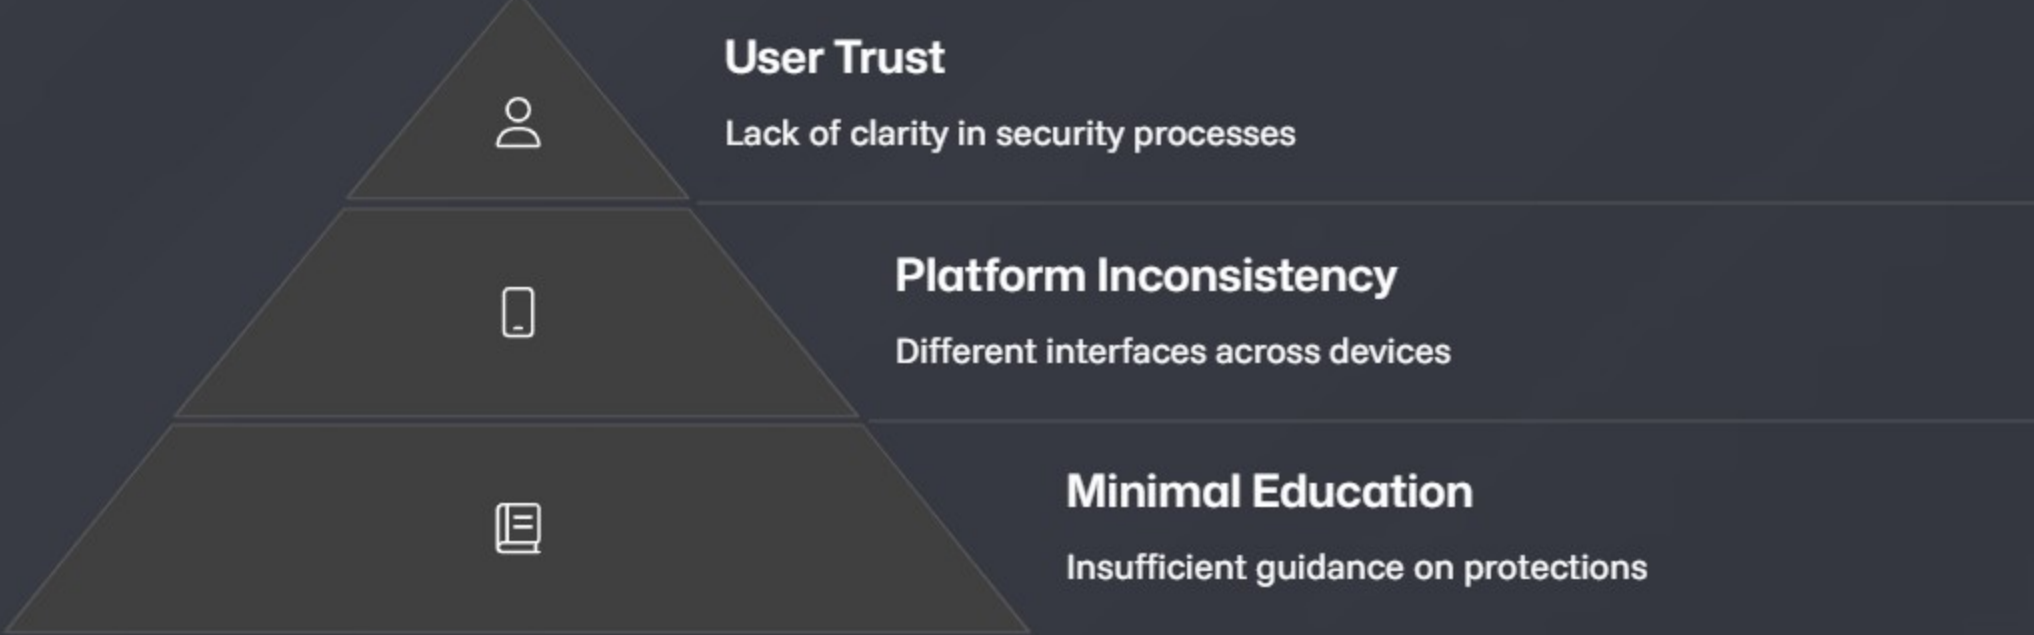 User Trust
Lack of clarity in security processes
Platform Inconsistency
Different interfaces across devices
Minimal Education
Insufficient guidance on protections